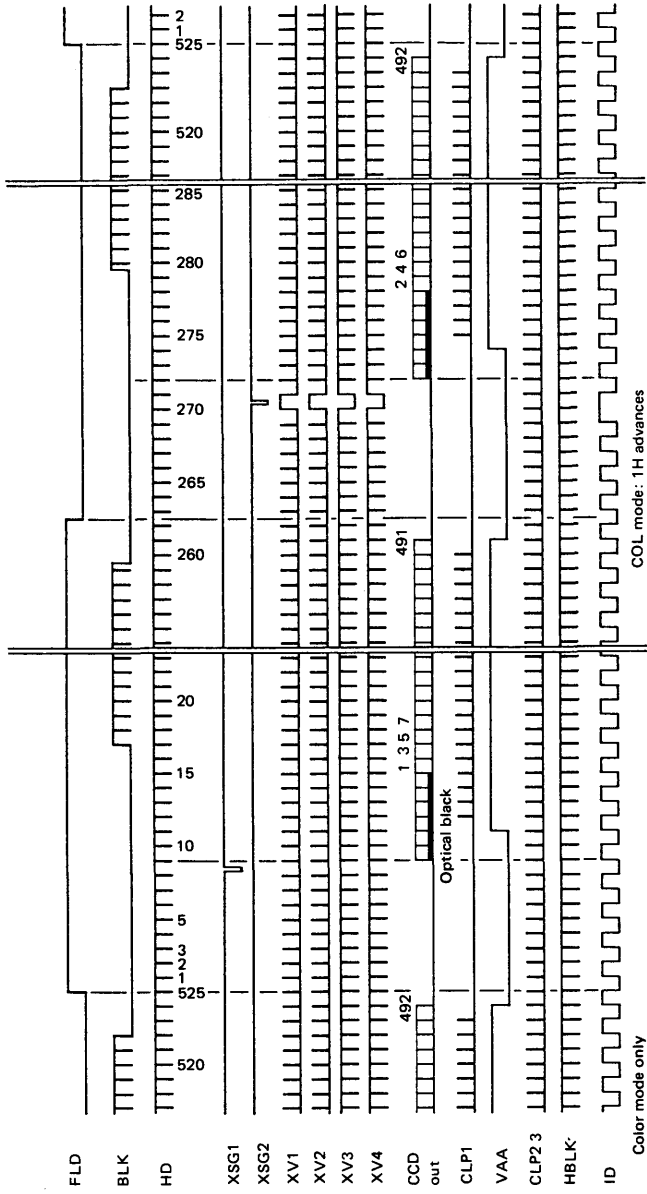 FLD
BLK
HD
520
525
1
2
3
5
10
15
20
260
265
270
275
280
285
520
525
1
2
XSG1
XSG2
XV1
XV2
XV3
XV4
CCD out
492
Optical black
1 3 5 7
491
2 4 6
492
CLP1
VAA
CLP2 3
HBLK
ID
Color mode only
COL mode: 1H advances